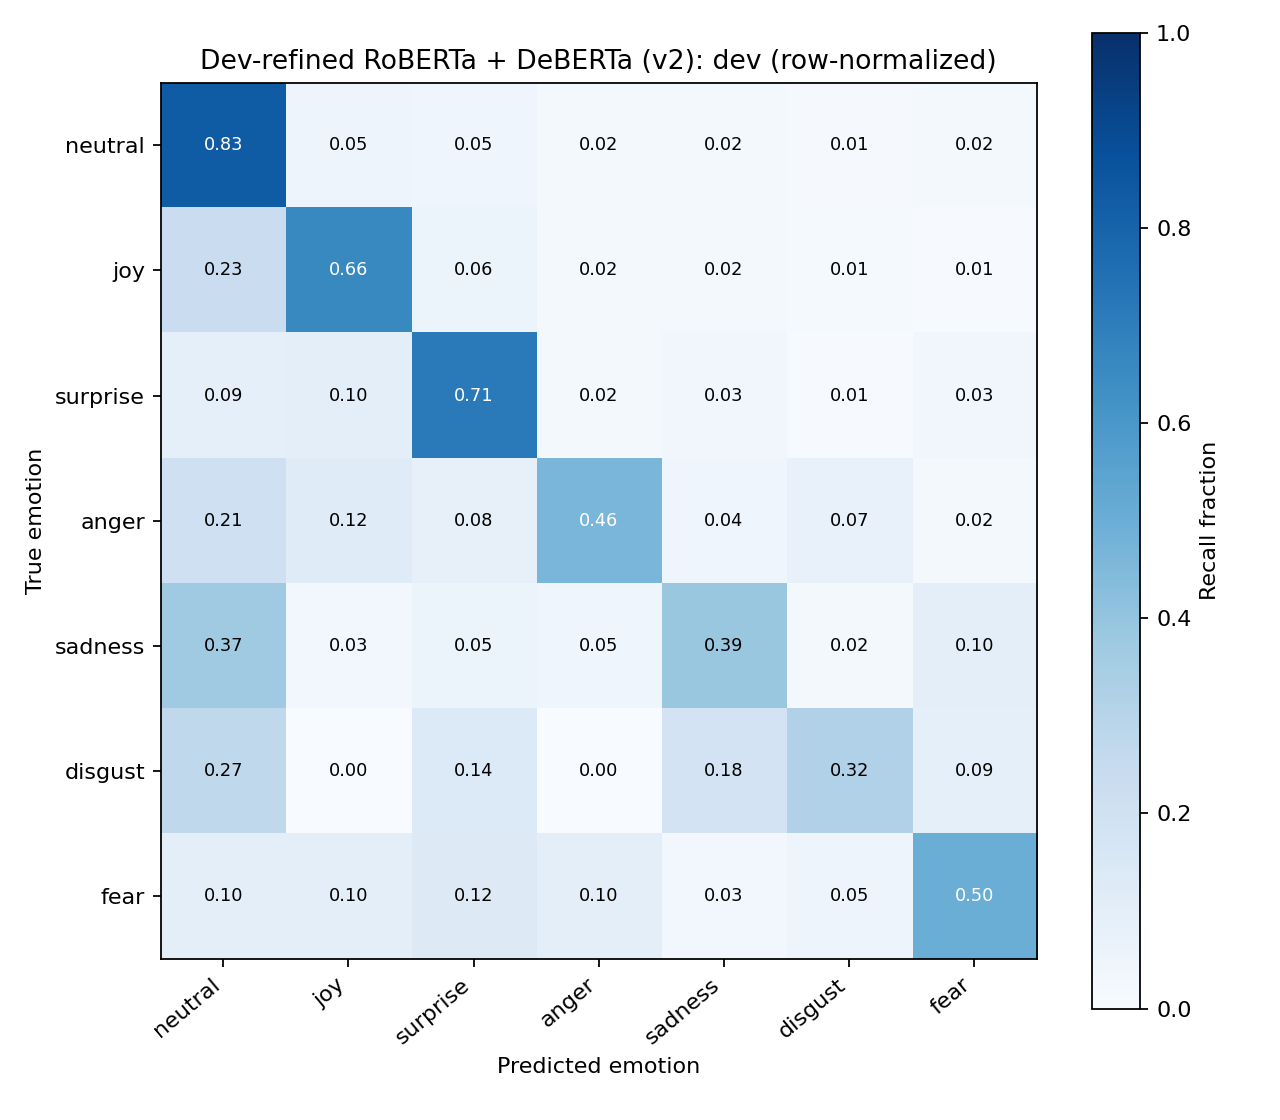 Dev-refined RoBERTa + DeBERTa (v2): dev (row-normalized)
neutral 0.83 0.05 0.05 0.02 0.02 0.01 0.02
joy 0.23 0.66 0.06 0.02 0.02 0.01 0.01
surprise 0.09 0.10 0.71 0.02 0.03 0.01 0.03
anger 0.21 0.12 0.08 0.46 0.04 0.07 0.02
sadness 0.37 0.03 0.05 0.05 0.39 0.02 0.10
disgust 0.27 0.00 0.14 0.00 0.18 0.32 0.09
fear 0.10 0.10 0.12 0.10 0.03 0.05 0.50
neutral joy surprise anger sadness disgust fear
Predicted emotion
True emotion
1.0
0.8
0.6
0.4
0.2
0.0
Recall fraction